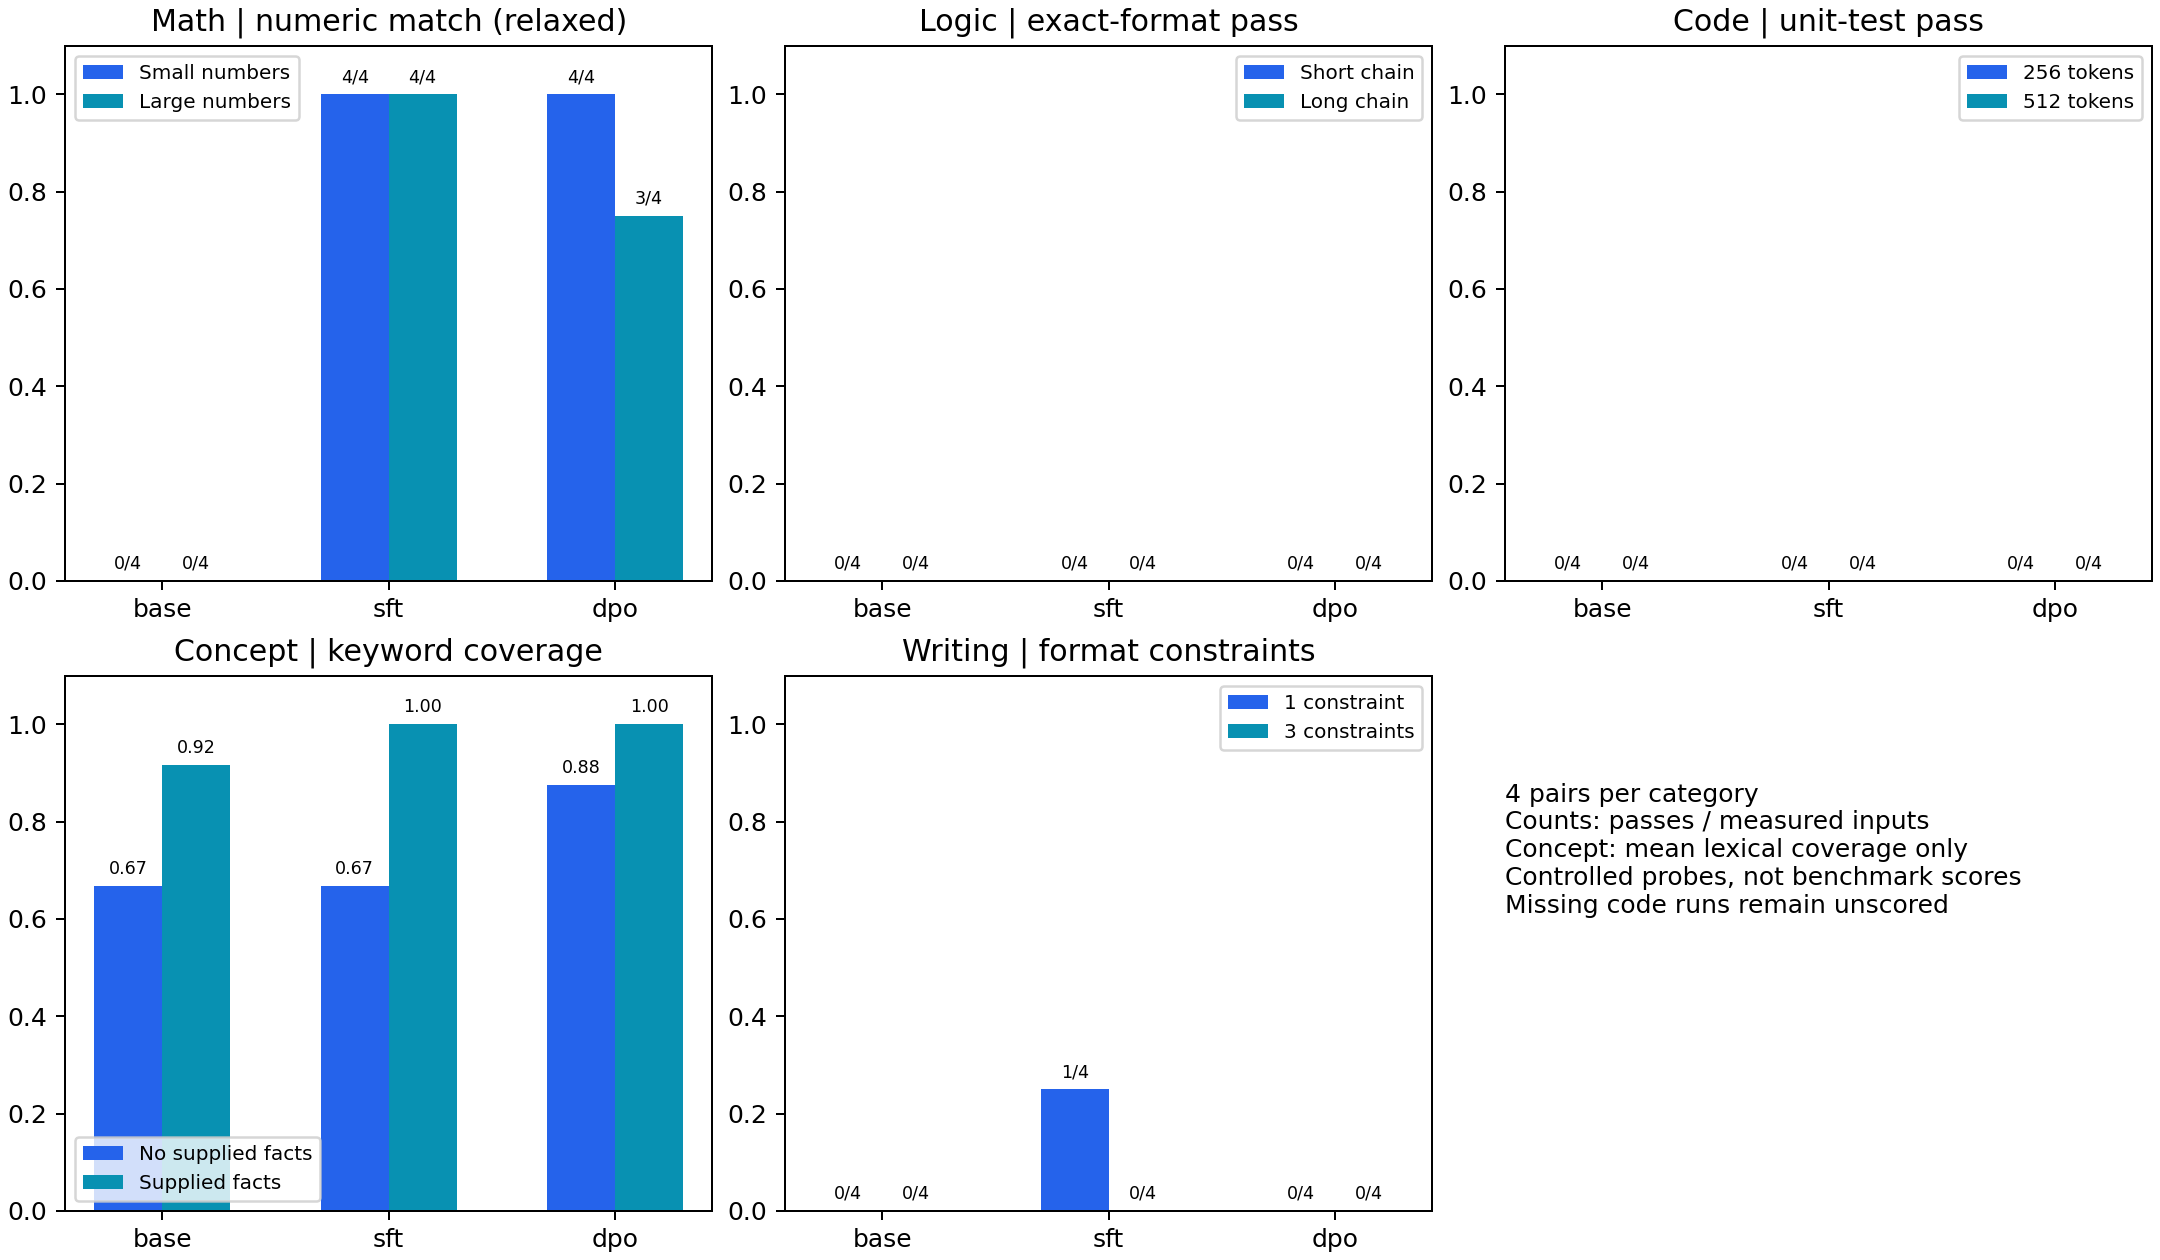 Math | numeric match (relaxed)
Small numbers
Large numbers
1.0
0.8
0.6
0.4
0.2
0.0
0/4
0/4
4/4
4/4
4/4
3/4
base
sft
dpo
Logic | exact-format pass
Short chain
Long chain
1.0
0.8
0.6
0.4
0.2
0.0
0/4
0/4
0/4
0/4
0/4
0/4
base
sft
dpo
Code | unit-test pass
256 tokens
512 tokens
1.0
0.8
0.6
0.4
0.2
0.0
0/4
0/4
0/4
0/4
0/4
0/4
base
sft
dpo
Concept | keyword coverage
1.0
0.8
0.6
0.4
0.2
0.0
0.67
0.92
0.67
1.00
0.88
1.00
No supplied facts
Supplied facts
base
sft
dpo
Writing | format constraints
1 constraint
3 constraints
1.0
0.8
0.6
0.4
0.2
0.0
0/4
0/4
1/4
0/4
0/4
0/4
base
sft
dpo
4 pairs per category
Counts: passes / measured inputs
Concept: mean lexical coverage only
Controlled probes, not benchmark scores
Missing code runs remain unscored